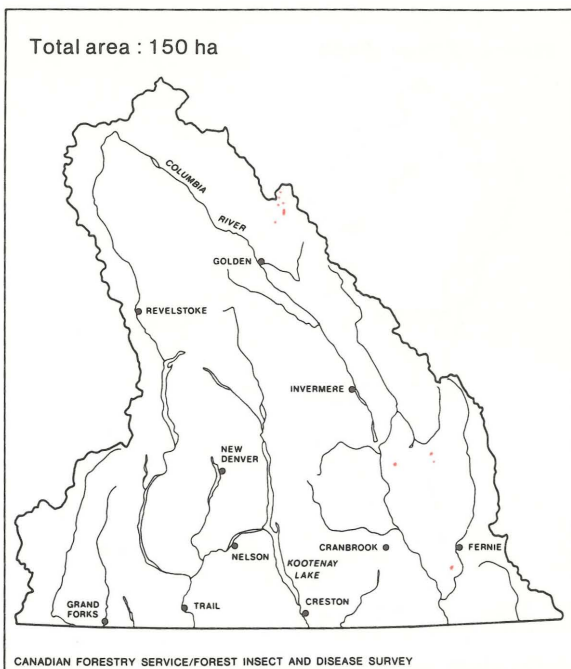 Total area : 150 ha
COLUMBIA
RIVER
GOLDEN
REVELSTOKE
INVERMERE
NEW
DENVER
NELSON
CRANBROOK
FERNIE
KOOTENAY
LAKE
GRAND
FORKS
TRAIL
CRESTON
CANADIAN FORESTRY SERVICE/FOREST INSECT AND DISEASE SURVEY